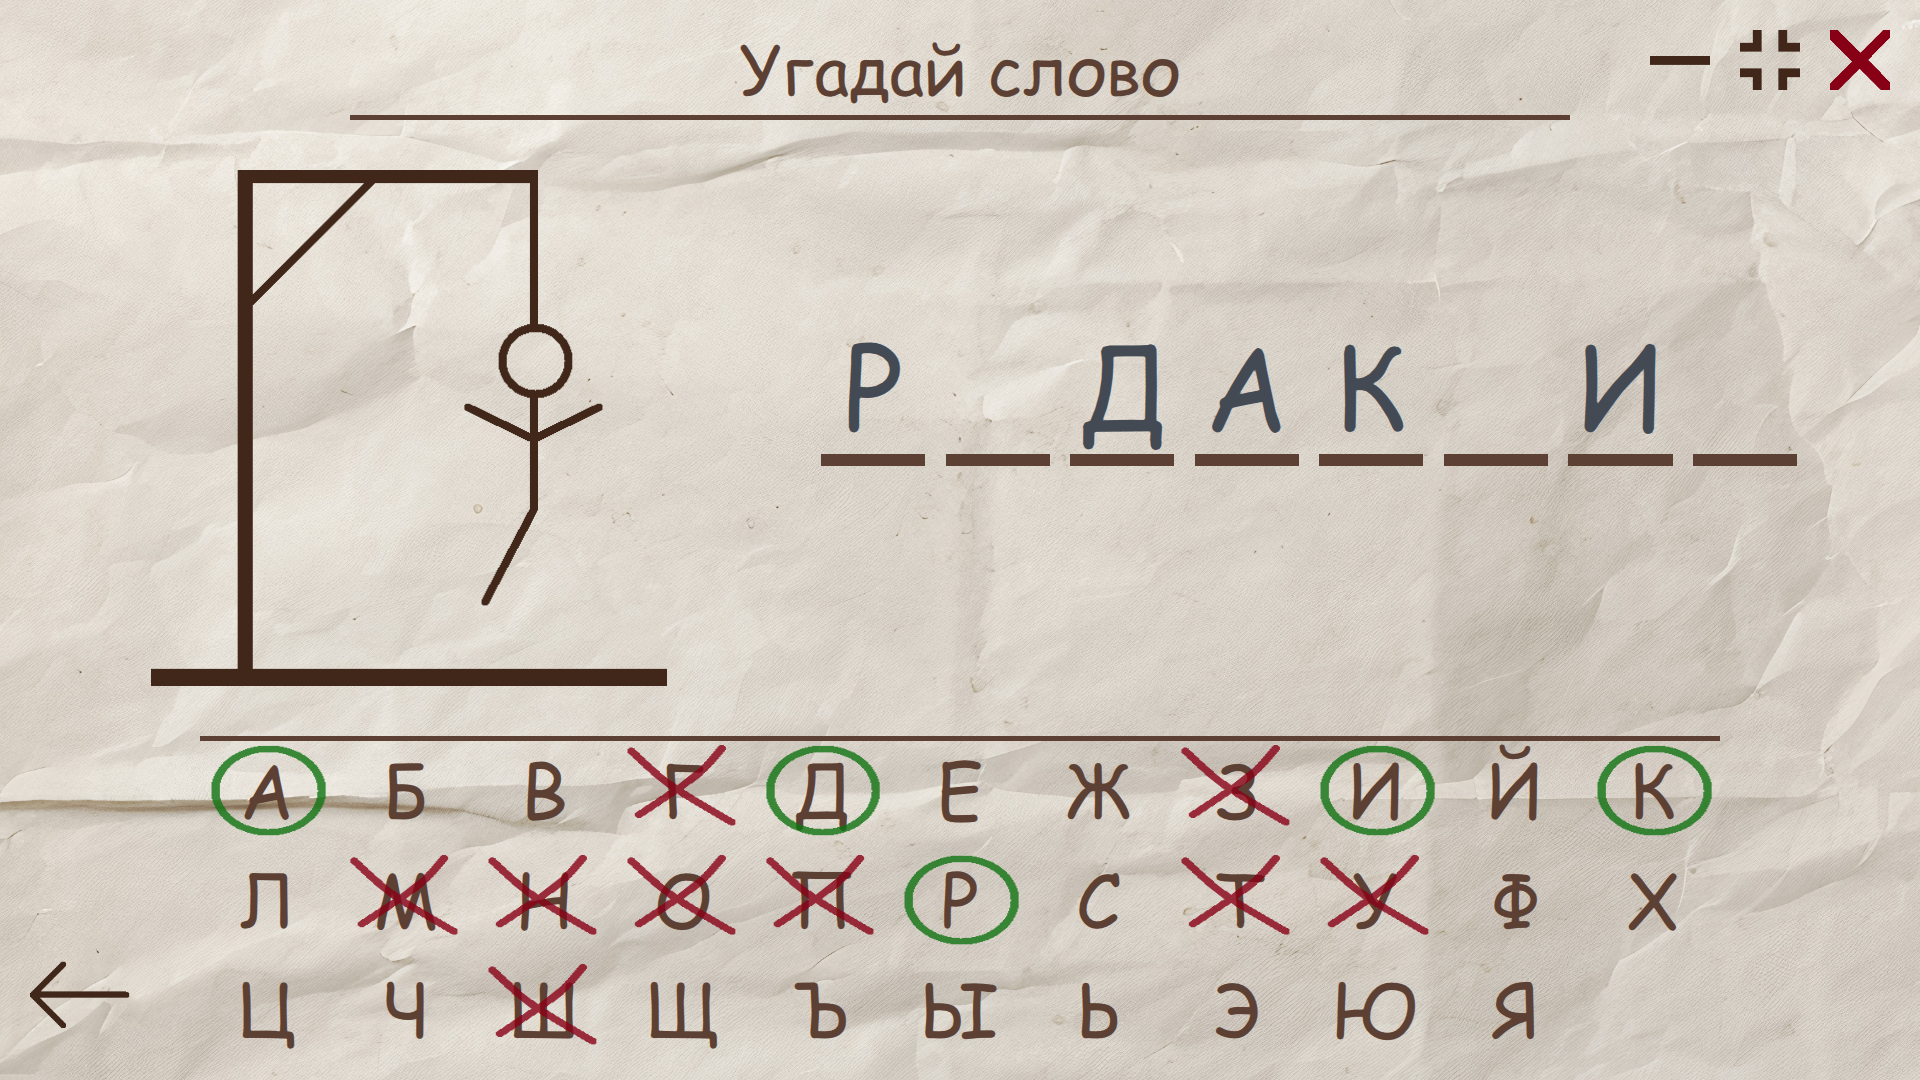 Угадай слово
Р _ Д А К _ И _
А Б В Г Д Е Ж З И Й К
Л М Н О П Р С Т У Ф Х
Ц Ч Ш Щ Ъ Ы Ь Э Ю Я